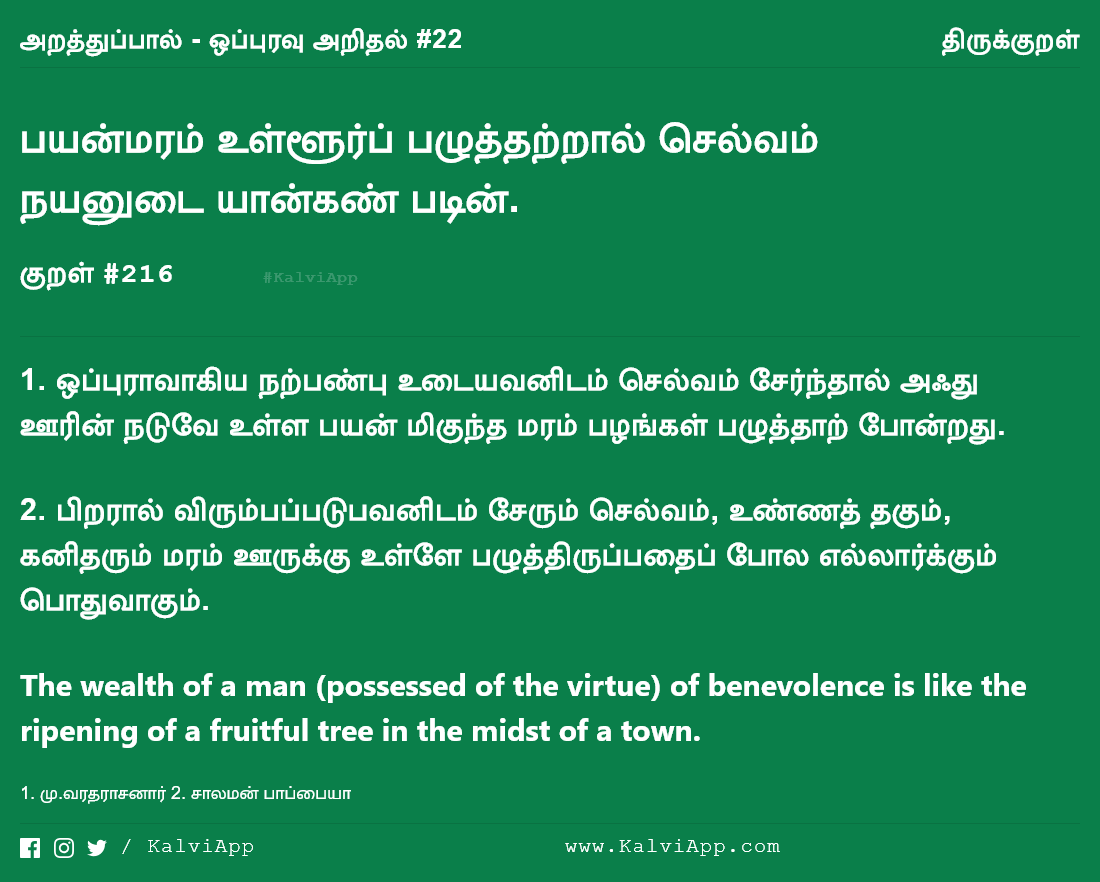 அறத்துப்பால் - ஒப்புரவு அறிதல் #22 திருக்குறள்
பயன்மரம் உள்ளூர்ப் பழுத்தற்றால் செல்வம்
நயனுடை யான்கண் படின்.
குறள் #216 #KalviApp
1. ஒப்புராவாகிய நற்பண்பு உடையவனிடம் செல்வம் சேர்ந்தால் அஃது
ஊரின் நடுவே உள்ள பயன் மிகுந்த மரம் பழங்கள் பழுத்தாற் போன்றது.
2. பிறரால் விரும்பப்படுபவனிடம் சேரும் செல்வம், உண்ணத் தகும்,
கனிதரும் மரம் ஊருக்கு உள்ளே பழுத்திருப்பதைப் போல எல்லார்க்கும்
பொதுவாகும்.
The wealth of a man (possessed of the virtue) of benevolence is like the
ripening of a fruitful tree in the midst of a town.
1. மு.வரதராசனார் 2. சாலமன் பாப்பையா
/ KalviApp www.KalviApp.com